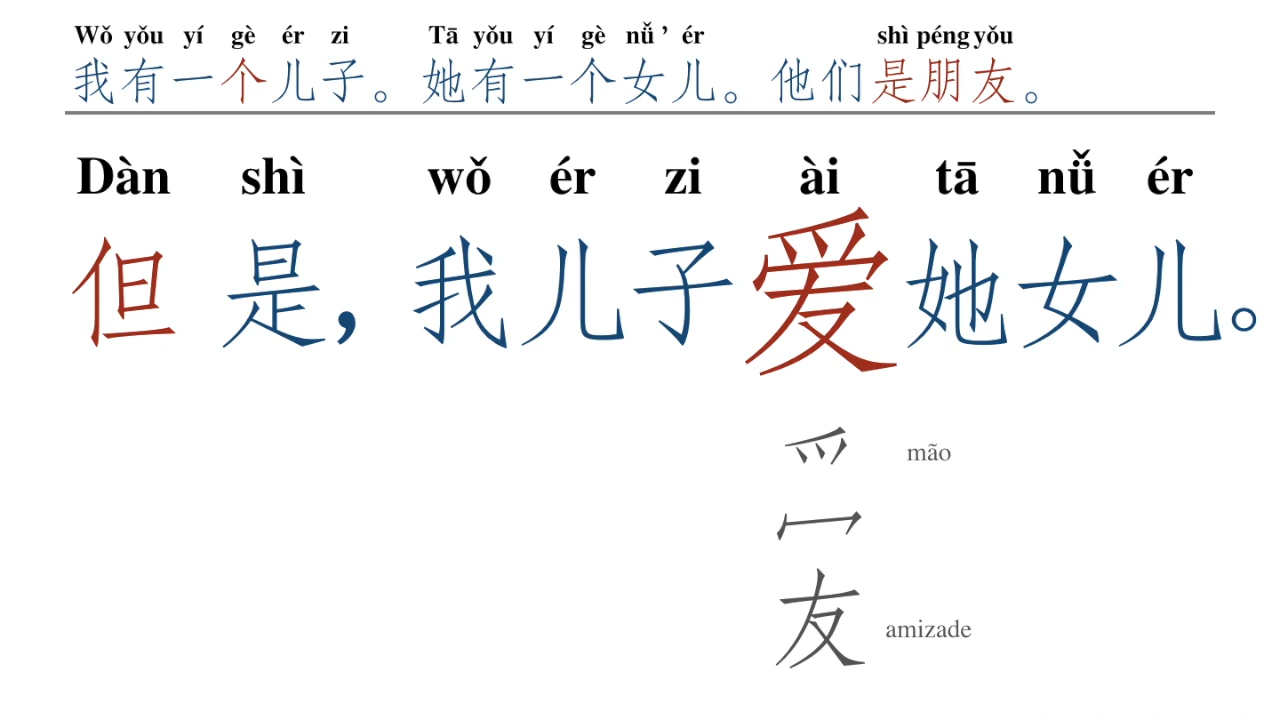 Wǒ yǒu yí gè ér zi Tā yǒu yí gè nǚ’ér shì péng yǒu
我有一个儿子。她有一个女儿。他们是朋友。
Dàn shì wǒ ér zi ài tā nǚ ér
但是，我儿子爱她女儿。
爫 mão
冖
友 amizade